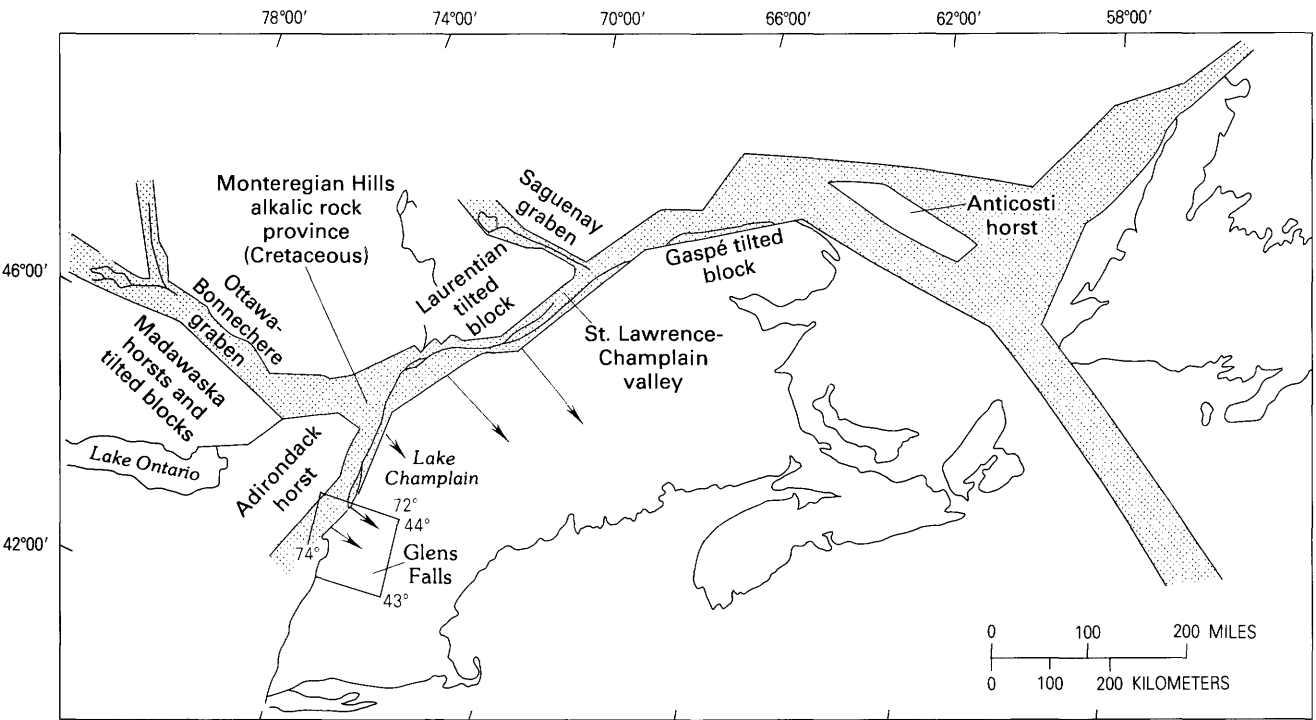 78°00'
74°00'
70°00'
66°00'
62°00'
58°00'
46°00'
42°00'
Monteregian Hills
alkalic rock
province
(Cretaceous)
Saguenay
graben
Anticosti
horst
Gaspé tilted
block
Laurentian
tilted
block
Ottawa-
Bonnechere
graben
Madawaska
horsts and
tilted blocks
St. Lawrence-
Champlain
valley
Lake Ontario
Adirondack
horst
Lake
Champlain
72°
44°
74°
Glens
Falls
43°
0 100 200 MILES
0 100 200 KILOMETERS